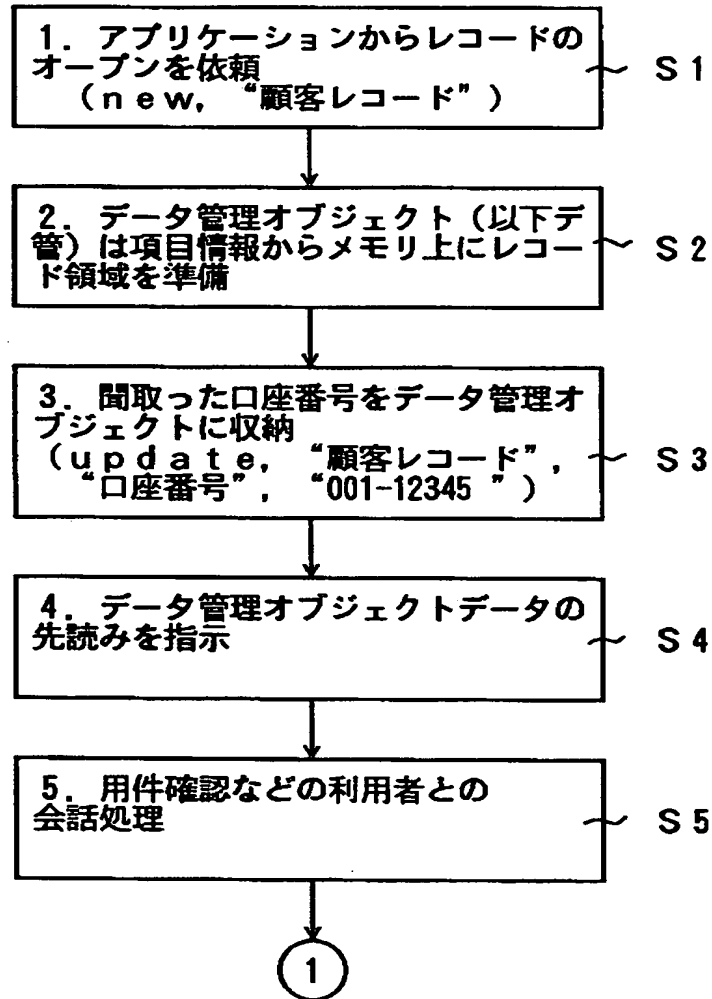 1. アプリケーションからレコードの
オープンを依頼
(new, “顧客レコード”)
S1
2. データ管理オブジェクト(以下デ
管)は項目情報からメモリ上にレコー
ド領域を準備
S2
3. 聞取った口座番号をデータ管理オ
ブジェクトに収納
(update, “顧客レコード”,
“口座番号”, “001-12345 ”)
S3
4. データ管理オブジェクトデータの
先読みを指示
S4
5. 用件確認などの利用者との
会話処理
S5
1